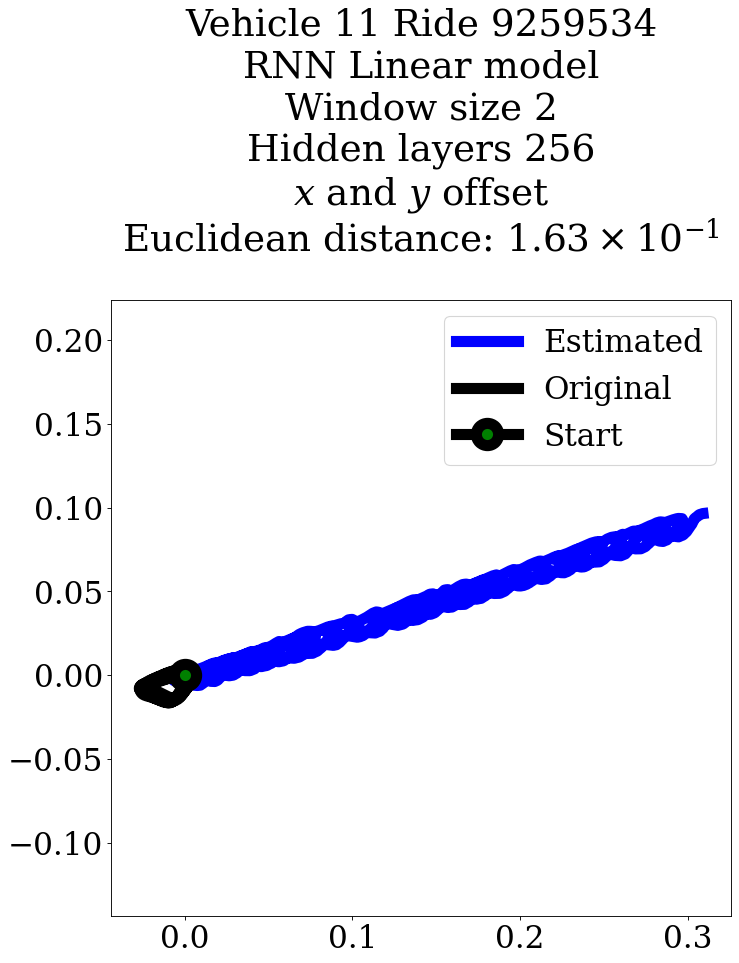 Vehicle 11 Ride 9259534
RNN Linear model
Window size 2
Hidden layers 256
x and y offset
Euclidean distance: 1.63 × 10⁻¹
Estimated
Original
Start
0.20
0.15
0.10
0.05
0.00
−0.05
−0.10
0.0 0.1 0.2 0.3